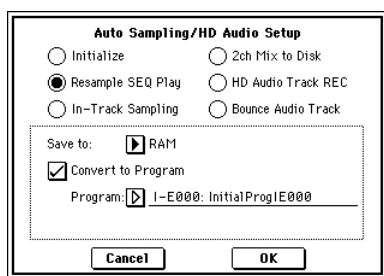 Auto Sampling/HD Audio Setup
Initialize
2ch Mix to Disk
Resample SEQ Play
HD Audio Track REC
In-Track Sampling
Bounce Audio Track
Save to: RAM
Convert to Program
Program: I-E000: InitialProgIE000
Cancel
OK